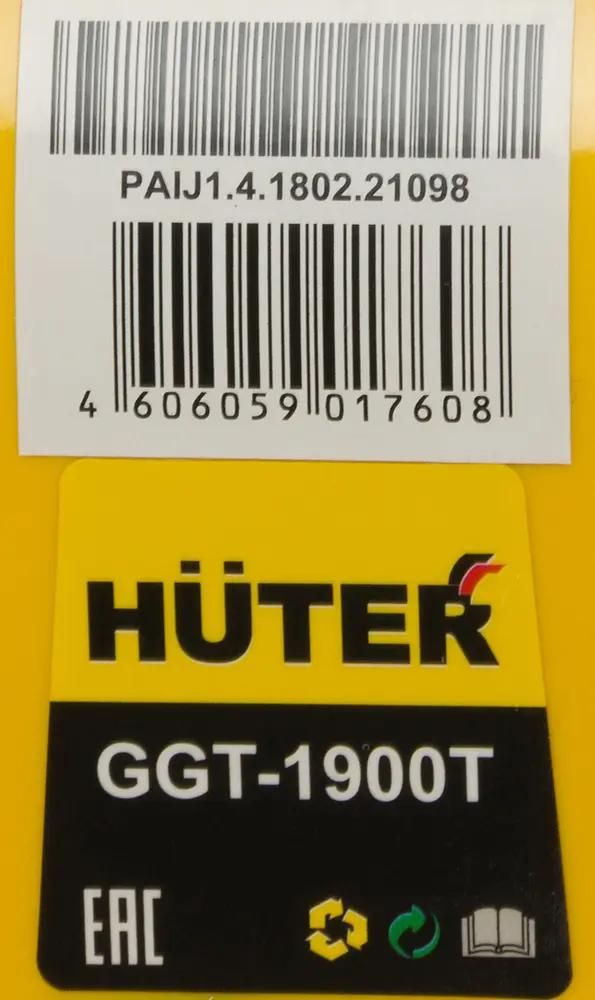 PAIJ1.4.1802.21098
4 606059 017608
HÜTER
GGT-1900T
EAC